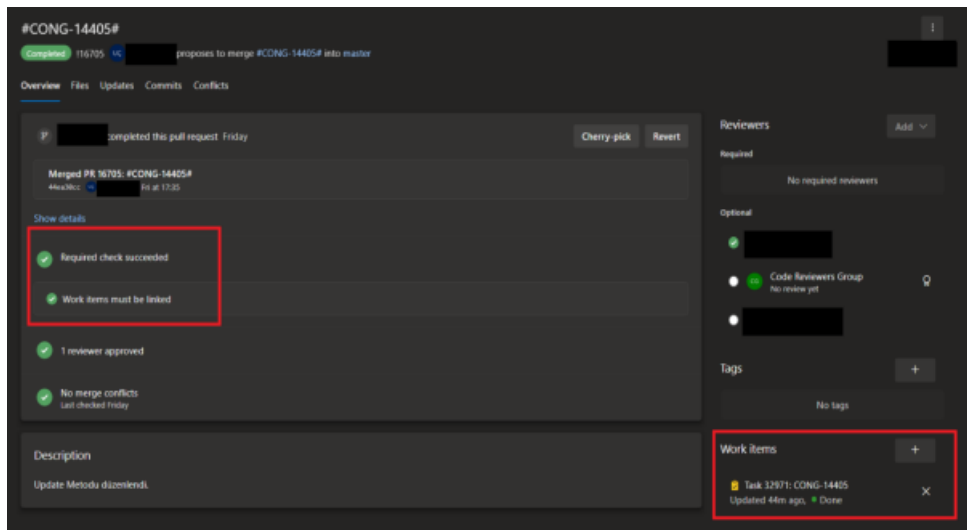 #CONG-14405#
Completed !16705 UC proposes to merge #CONG-14405# into master
Overview Files Updates Commits Conflicts
completed this pull request Friday
Cherry-pick Revert
Merged PR 16705: #CONG-14405#
Fri at 17:35
Show details
Required check succeeded
Work items must be linked
1 reviewer approved
No merge conflicts
Last checked Friday
Description
Update Metodu düzenlendi.
Reviewers
Add
Required
No required reviewers
Optional
Code Reviewers Group
No review yet
Tags
No tags
Work items
Task 32971: CONG-14405
Updated 44m ago, Done